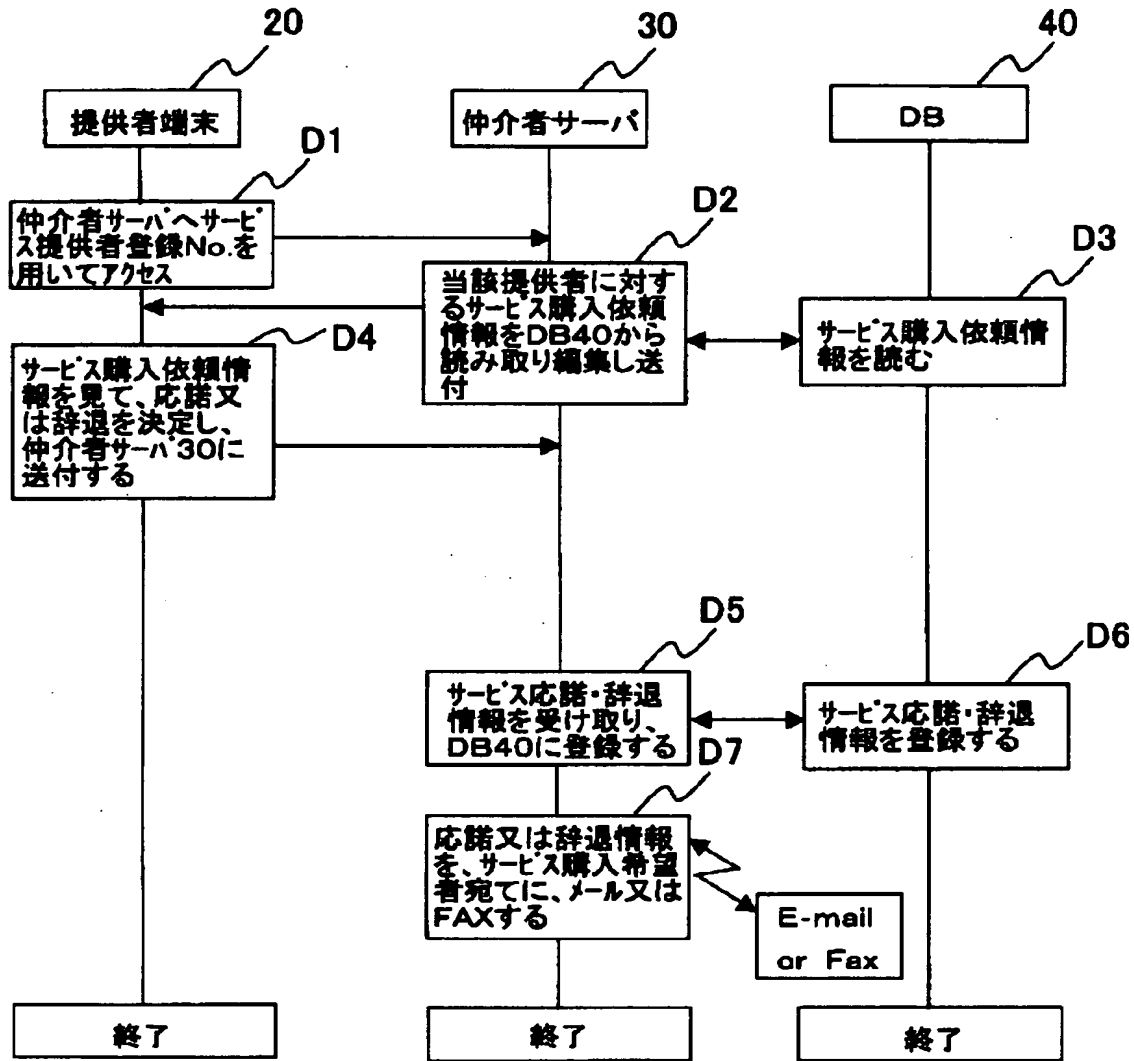 20
30
40
提供者端末
仲介者サーバ
DB
D1
仲介者サーバへサービ
ス提供者登録No.を
用いてアクセス
D2
当該提供者に対す
るサービス購入依頼
情報をDB40から
読み取り編集し送
付
D3
サービス購入依頼情
報を読む
D4
サービス購入依頼情
報を見て、応諾又
は辞退を決定し、
仲介者サーバ30に
送付する
D5
サービス応諾・辞退
情報を受け取り、
DB40に登録する
D6
サービス応諾・辞退
情報を登録する
D7
応諾又は辞退情報
を、サービス購入希望
者宛てに、メール又は
FAXする
E-mail
or Fax
終了
終了
終了